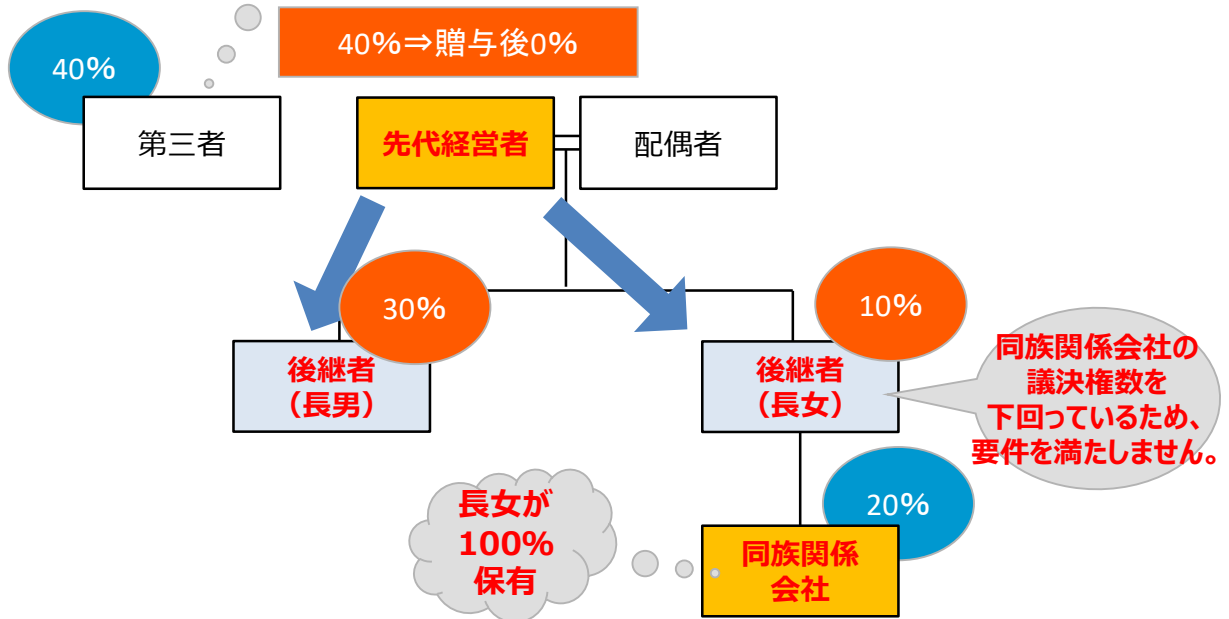 40%⇒贈与後0%
40%
第三者
先代経営者
配偶者
30%
10%
後継者
（長男）
後継者
（長女）
同族関係会社の
議決権数を
下回っているため、
要件を満たしません。
長女が
100%
保有
20%
同族関係
会社